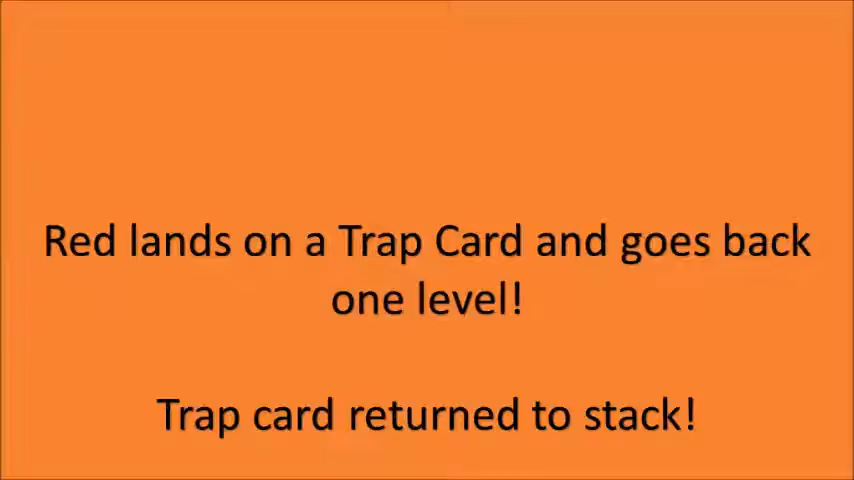 Red lands on a Trap Card and goes back
one level!
Trap card returned to stack!